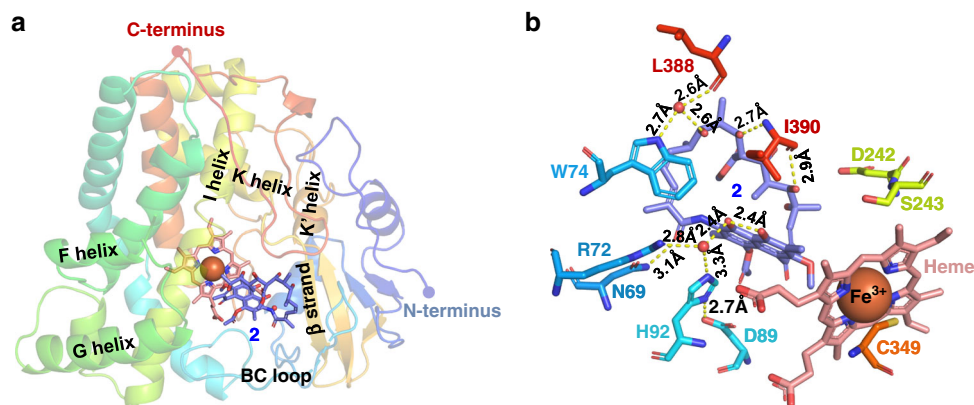 a
C-terminus
I helix
K helix
K' helix
F helix
β strand
N-terminus
G helix
2
BC loop
b
L388
2.6Å
2.7Å
2.6Å
2.7Å
I390
W74
2.9Å
D242
2
S243
2.4Å
2.4Å
R72
2.8Å
3.1Å
3.3Å
Heme
N69
Fe3+
2.7Å
H92
D89
C349